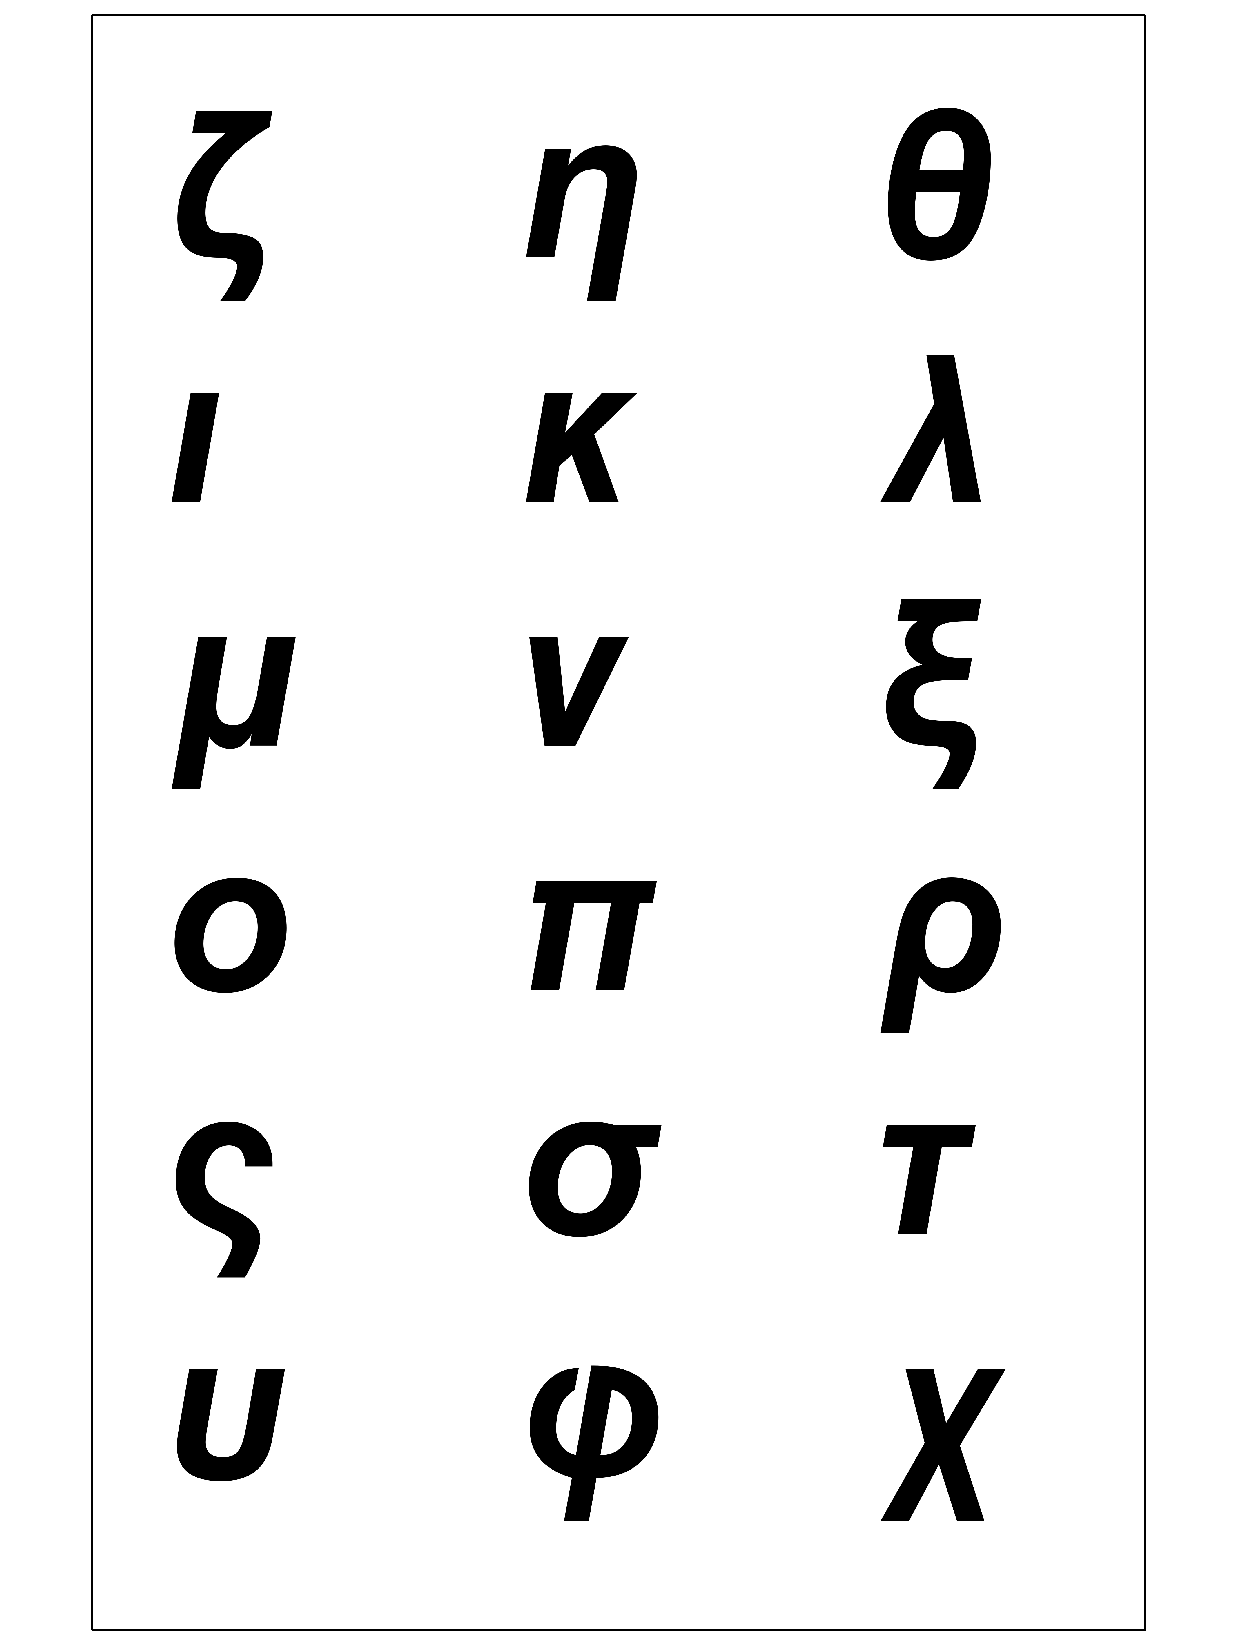 ζ η θ
ι κ λ
μ ν ξ
ο π ρ
ς σ τ
υ φ χ